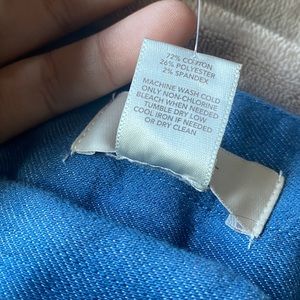 72% COTTON
26% POLYESTER
2% SPANDEX
MACHINE WASH COLD
ONLY NON-CHLORINE
BLEACH WHEN NEEDED
TUMBLE DRY LOW
COOL IRON IF NEEDED
OR DRY CLEAN